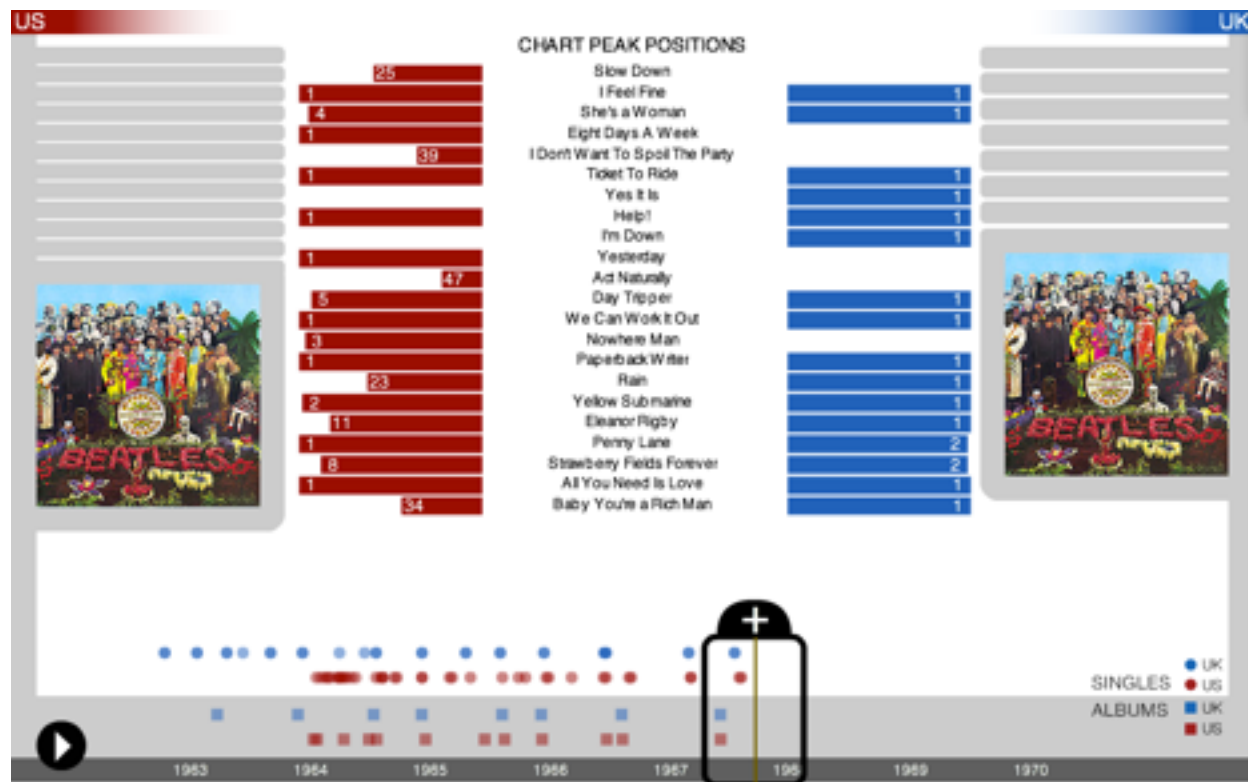 US UK
CHART PEAK POSITIONS
25 Slow Down
1 I Feel Fine 1
4 She's a Woman 1
1 Eight Days A Week
39 I Don't Want To Spoil The Party
1 Ticket To Ride 1
Yes It Is 1
1 Help! 1
I'm Down 1
1 Yesterday
47 Act Naturally
5 Day Tripper 1
1 We Can Work It Out 1
3 Nowhere Man
1 Paperback Writer 1
23 Rain 1
2 Yellow Submarine 1
11 Eleanor Rigby 1
1 Penny Lane 2
8 Strawberry Fields Forever 2
1 All You Need Is Love 1
34 Baby You're a Rich Man 1
BEATLES
BEATLES
+
SINGLES UK
US
ALBUMS UK
US
1963 1964 1965 1966 1967 196 1969 1970